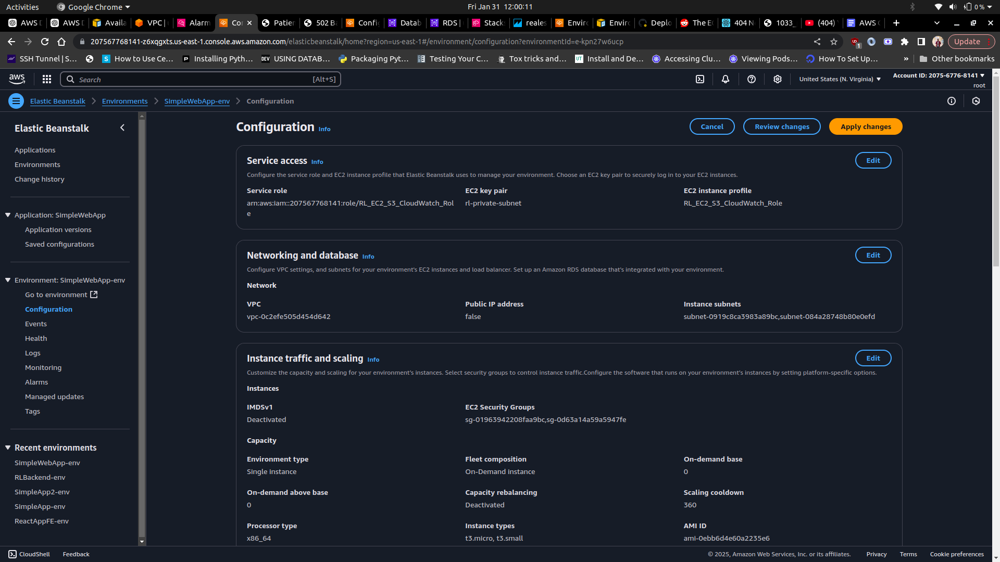 Activities
Google Chrome
Fri Jan 31 12:00:11
0 %
AWS D
AWS D
Availa
VPC |
Alarm
Co
Patien
502 B
Config
Datab
RDS |
Stack
reales
Enviro
Enviro
Deplo
The E
404 N
1033_
(404)
AWS
207567768141-z6xqgxts.us-east-1.console.aws.amazon.com/elasticbeanstalk/home?region=us-east-1#/environment/configuration?environmentId=e-kpn27w6ucp
1
Update
SSH Tunnel | S...
How to Use Ce...
Installing Pyth...
USING DATAB...
Packaging Pyt...
Testing Your C...
Tox tricks and...
Install and De...
Accessing Clu...
Viewing Pods...
How To Set Up...
»
Other bookmarks
aws
Search [Alt+S]
United States (N. Virginia)
Account ID: 2075-6776-8141
root
Elastic Beanstalk
Environments
SimpleWebApp-env
Configuration
Elastic Beanstalk
Applications
Environments
Change history
Application: SimpleWebApp
Application versions
Saved configurations
Environment: SimpleWebApp-env
Go to environment
Configuration
Events
Health
Logs
Monitoring
Alarms
Managed updates
Tags
Recent environments
SimpleWebApp-env
RLBackend-env
SimpleApp2-env
SimpleApp-env
ReactAppFE-env
Configuration Info
Cancel
Review changes
Apply changes
Service access Info
Edit
Configure the service role and EC2 instance profile that Elastic Beanstalk uses to manage your environment. Choose an EC2 key pair to securely log in to your EC2 instances.
Service role
arn:aws:iam::207567768141:role/RL_EC2_S3_CloudWatch_Rol
e
EC2 key pair
rl-private-subnet
EC2 instance profile
RL_EC2_S3_CloudWatch_Role
Networking and database Info
Edit
Configure VPC settings, and subnets for your environment's EC2 instances and load balancer. Set up an Amazon RDS database that's integrated with your environment.
Network
VPC
vpc-0c2efe505d454d642
Public IP address
false
Instance subnets
subnet-0919c8ca3983a89bc,subnet-084a28748b80e0efd
Instance traffic and scaling Info
Edit
Customize the capacity and scaling for your environment's instances. Select security groups to control instance traffic.Configure the software that runs on your environment's instances by setting platform-specific options.
Instances
IMDSv1
Deactivated
EC2 Security Groups
sg-01963942208faa9bc,sg-0d63a14a59a5947fe
Capacity
Environment type
Single instance
Fleet composition
On-Demand instance
On-demand base
0
On-demand above base
0
Capacity rebalancing
Deactivated
Scaling cooldown
360
Processor type
x86_64
Instance types
t3.micro, t3.small
AMI ID
ami-0ebb6d4e60a2235e6
CloudShell
Feedback
© 2025, Amazon Web Services, Inc. or its affiliates.
Privacy
Terms
Cookie preferences